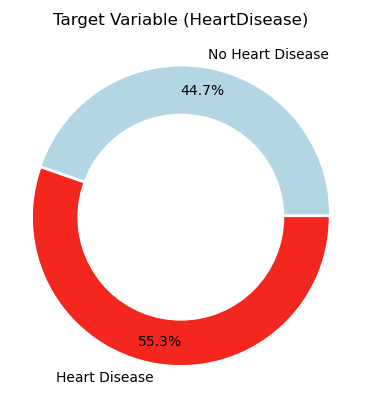 Target Variable (HeartDisease)
No Heart Disease
44.7%
55.3%
Heart Disease